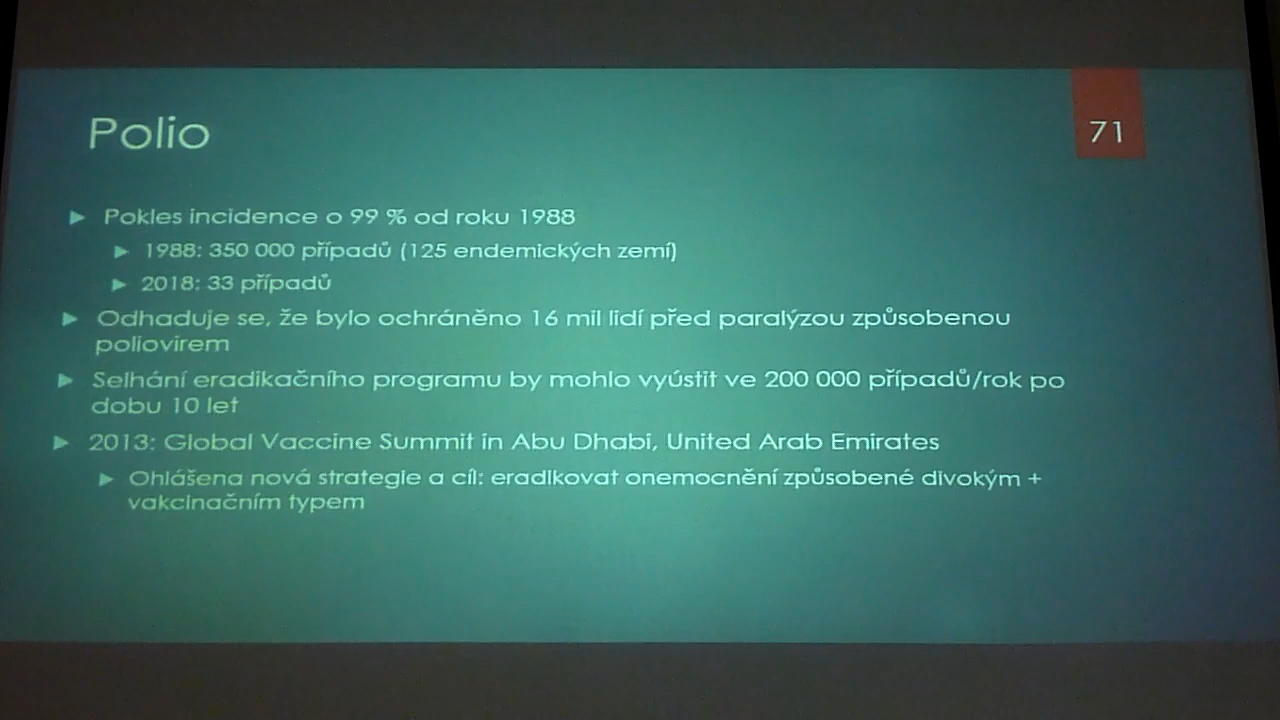 Polio
71
Pokles incidence o 99 % od roku 1988
1988: 350 000 případů (125 endemických zemí)
2018: 33 případů
Odhaduje se, že bylo ochráněno 16 mil lidí před paralýzou způsobenou
poliovirem
Selhání eradikačního programu by mohlo vyústit ve 200 000 případů/rok po
dobu 10 let
2013: Global Vaccine Summit in Abu Dhabi, United Arab Emirates
Ohlášena nová strategie a cíl: eradikovat onemocnění způsobené divokým +
vakcinačním typem